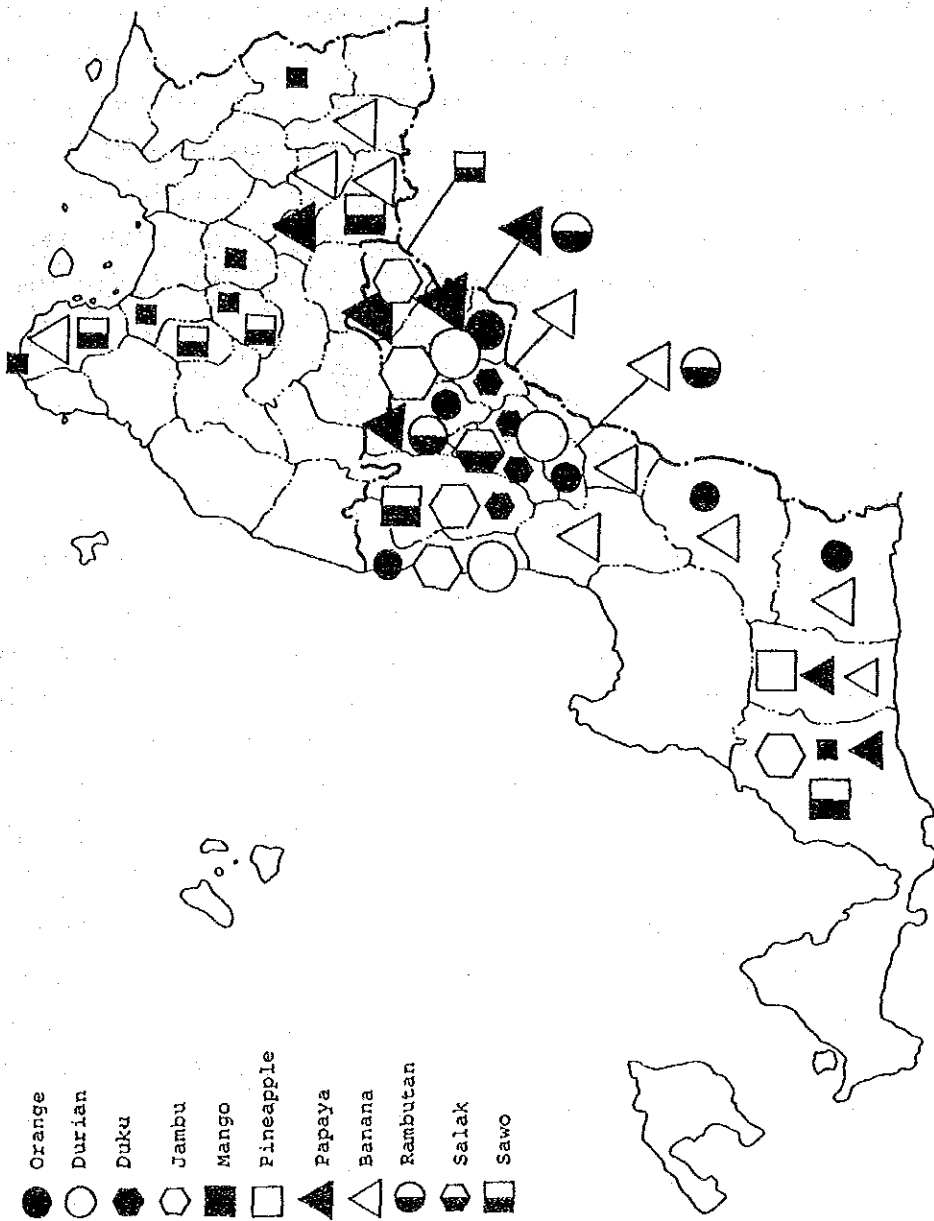 Orange
Durian
Duku
Jambu
Mango
Pineapple
Papaya
Banana
Rambutan
Salak
Sawo